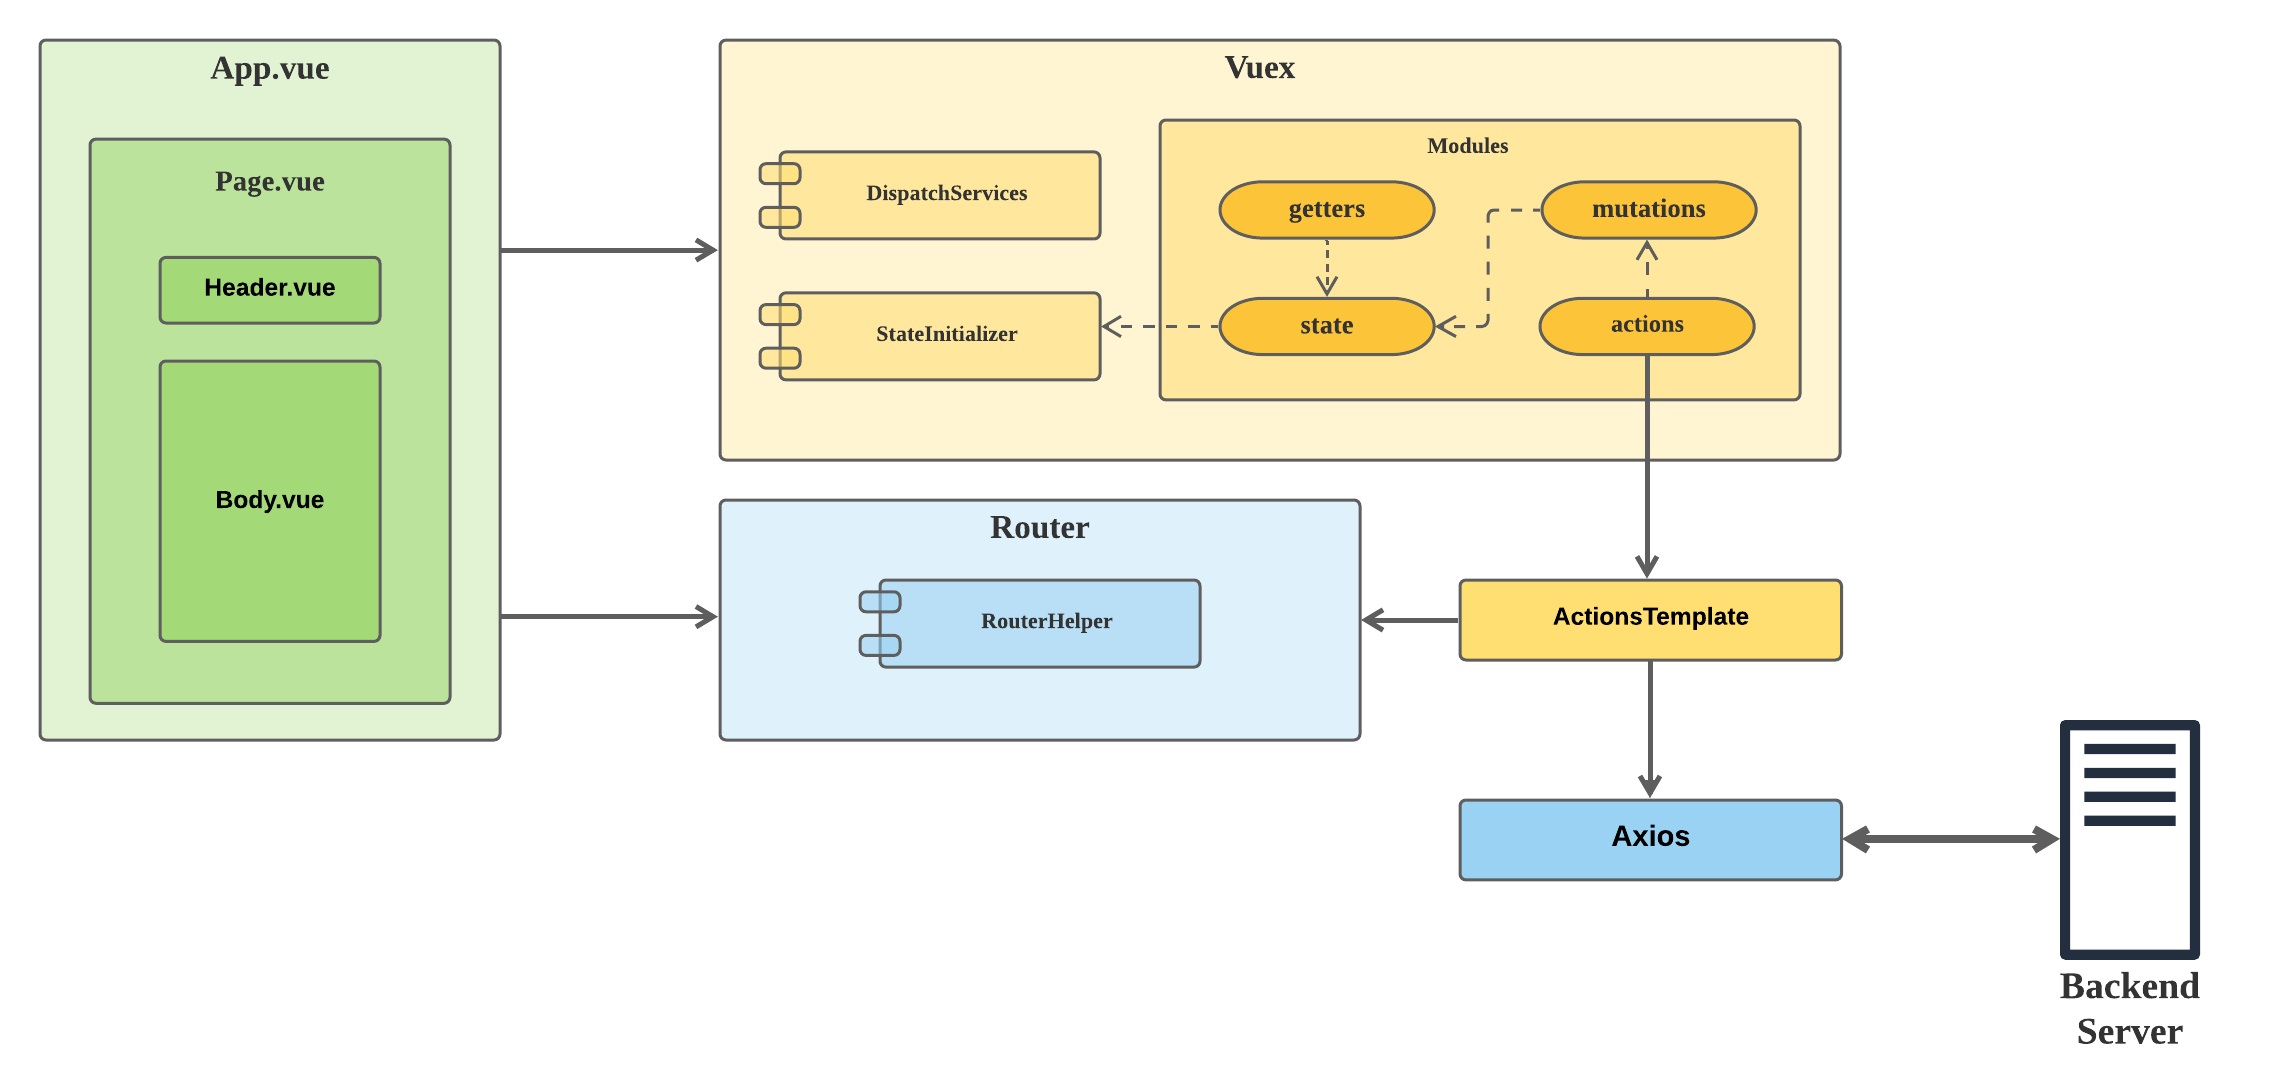 App.vue
Page.vue
Header.vue
Body.vue
Vuex
DispatchServices
StateInitializer
Modules
getters
mutations
state
actions
Router
RouterHelper
ActionsTemplate
Axios
Backend
Server